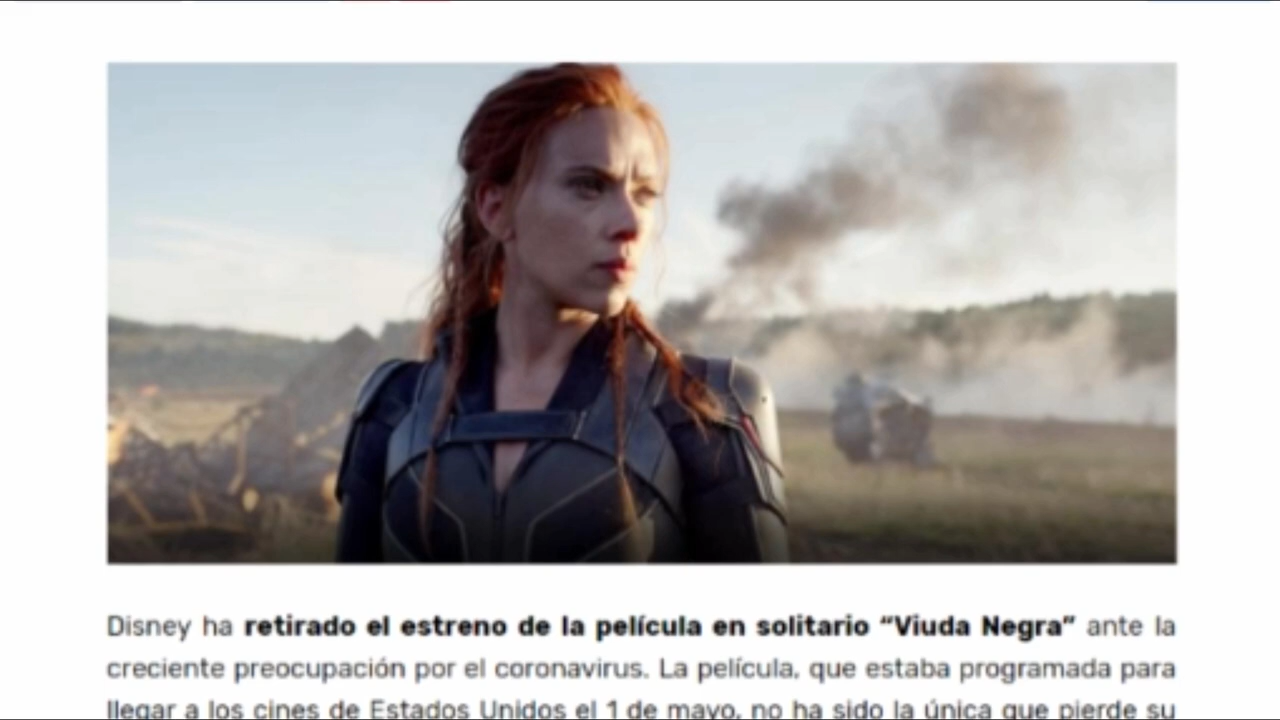 Disney ha retirado el estreno de la película en solitario “Viuda Negra” ante la
creciente preocupación por el coronavirus. La película, que estaba programada para
llegar a los cines de Estados Unidos el 1 de mayo, no ha sido la única que pierde su